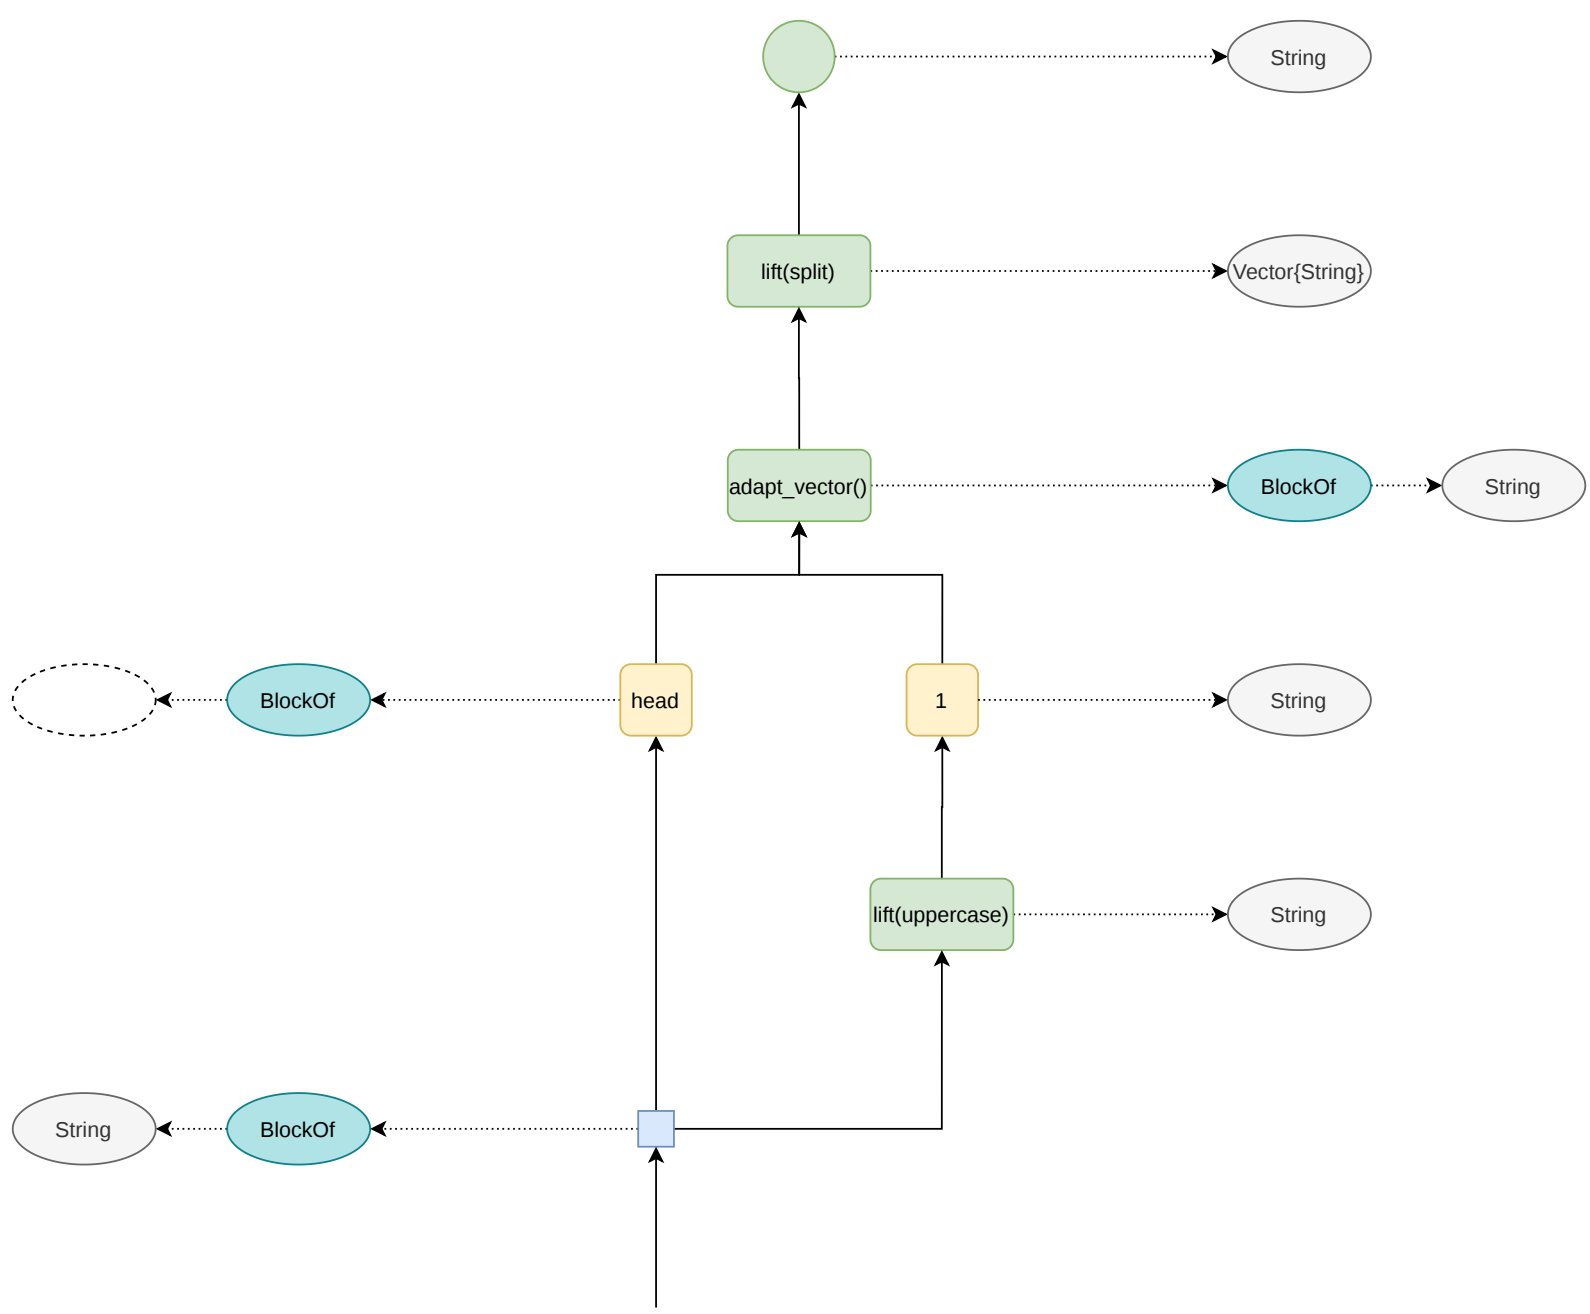 String
lift(split)
Vector{String}
adapt_vector()
BlockOf
String
BlockOf
head
1
String
lift(uppercase)
String
String
BlockOf